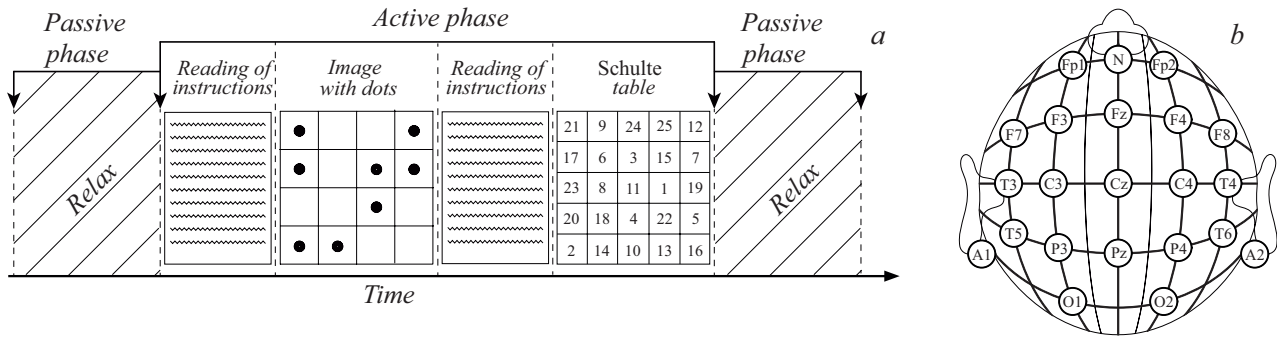 Passive phase
Active phase
Passive phase
a
Reading of instructions
Image with dots
Reading of instructions
Schulte table
Relax
21 9 24 25 12
17 6 3 15 7
23 8 11 1 19
20 18 4 22 5
2 14 10 13 16
Relax
Time
b
Fp1 N Fp2
F7 F3 Fz F4 F8
T3 C3 Cz C4 T4
T5 P3 Pz P4 T6
A1 A2
O1 O2